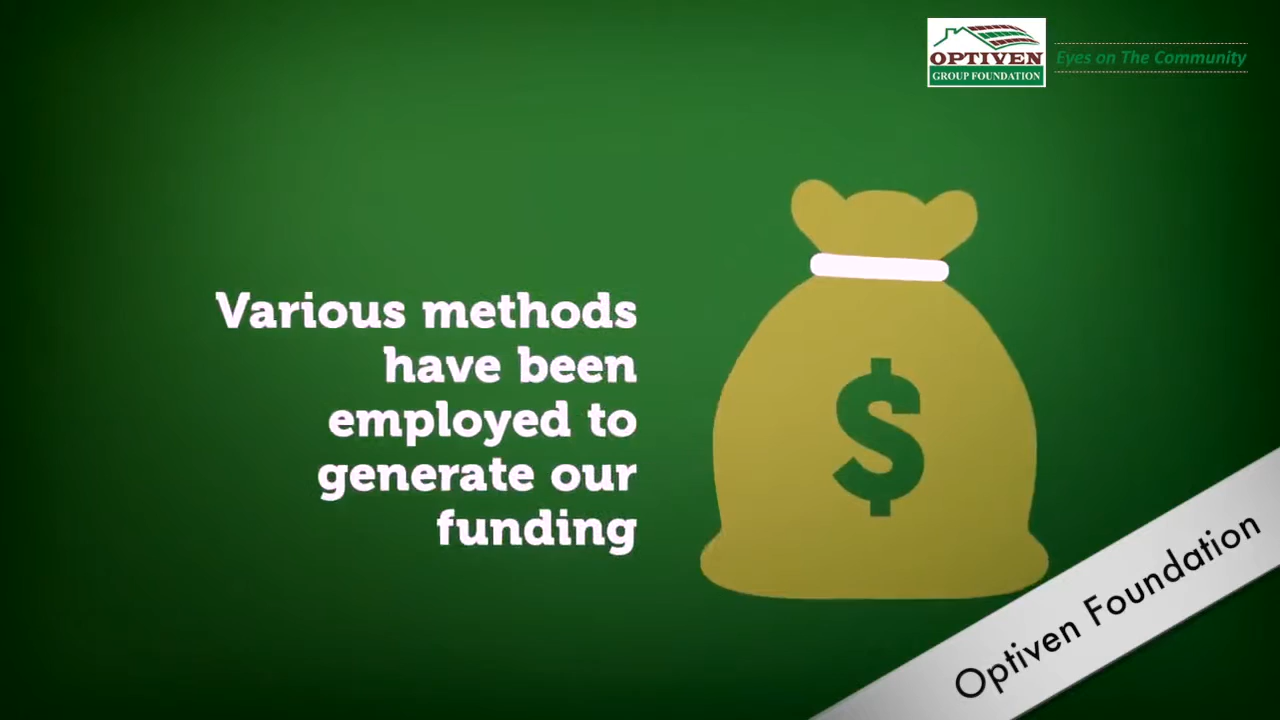 OPTIVEN
GROUP FOUNDATION
Eyes on The Community
Various methods
have been
employed to
generate our
funding
$
Optiven Foundation